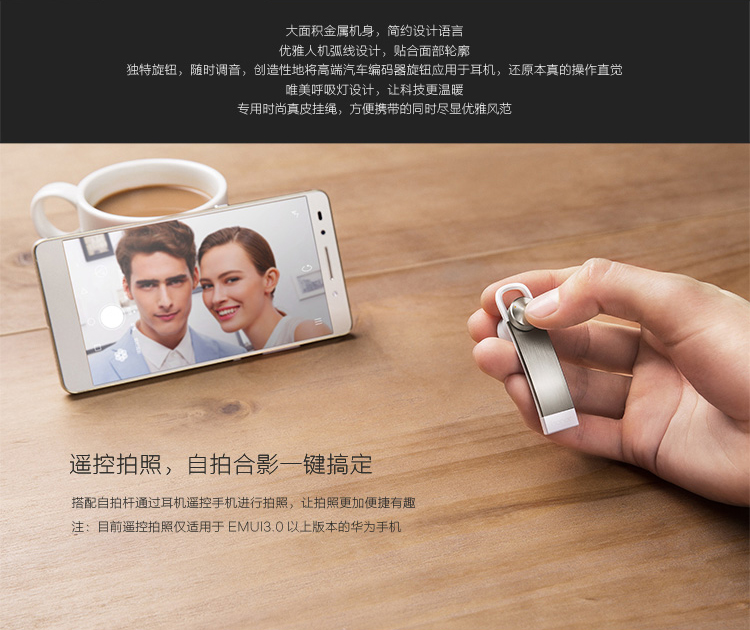 大面积金属机身，简约设计语言
优雅人机弧线设计，贴合面部轮廓
独特旋钮，随时调音，创造性地将高端汽车编码器旋钮应用于耳机，还原本真的操作直觉
唯美呼吸灯设计，让科技更温暖
专用时尚真皮挂绳，方便携带的同时尽显优雅风范
遥控拍照，自拍合影一键搞定
搭配自拍杆通过耳机遥控手机进行拍照，让拍照更加便捷有趣
注：目前遥控拍照仅适用于 EMUI3.0 以上版本的华为手机